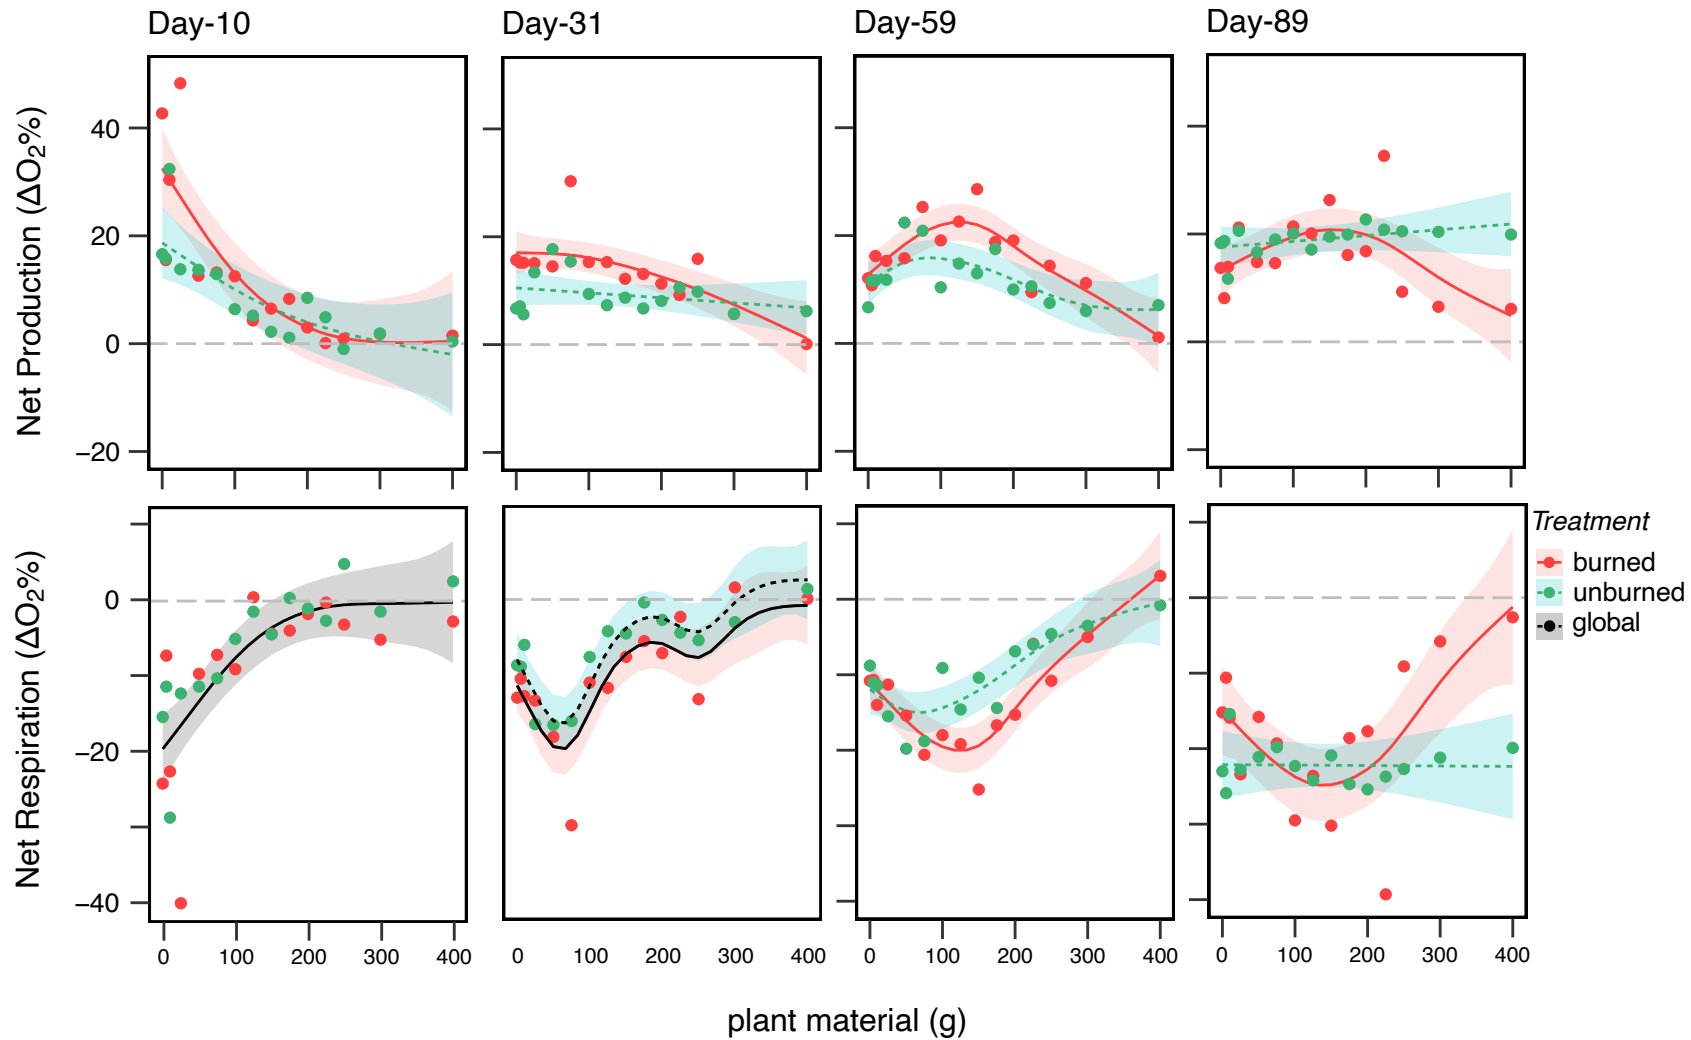 Day-10 Day-31 Day-59 Day-89
Net Production (ΔO₂%)
40
20
0
−20
Net Respiration (ΔO₂%)
0
−20
−40
0 100 200 300 400
0 100 200 300 400
0 100 200 300 400
0 100 200 300 400
plant material (g)
Treatment
burned
unburned
global